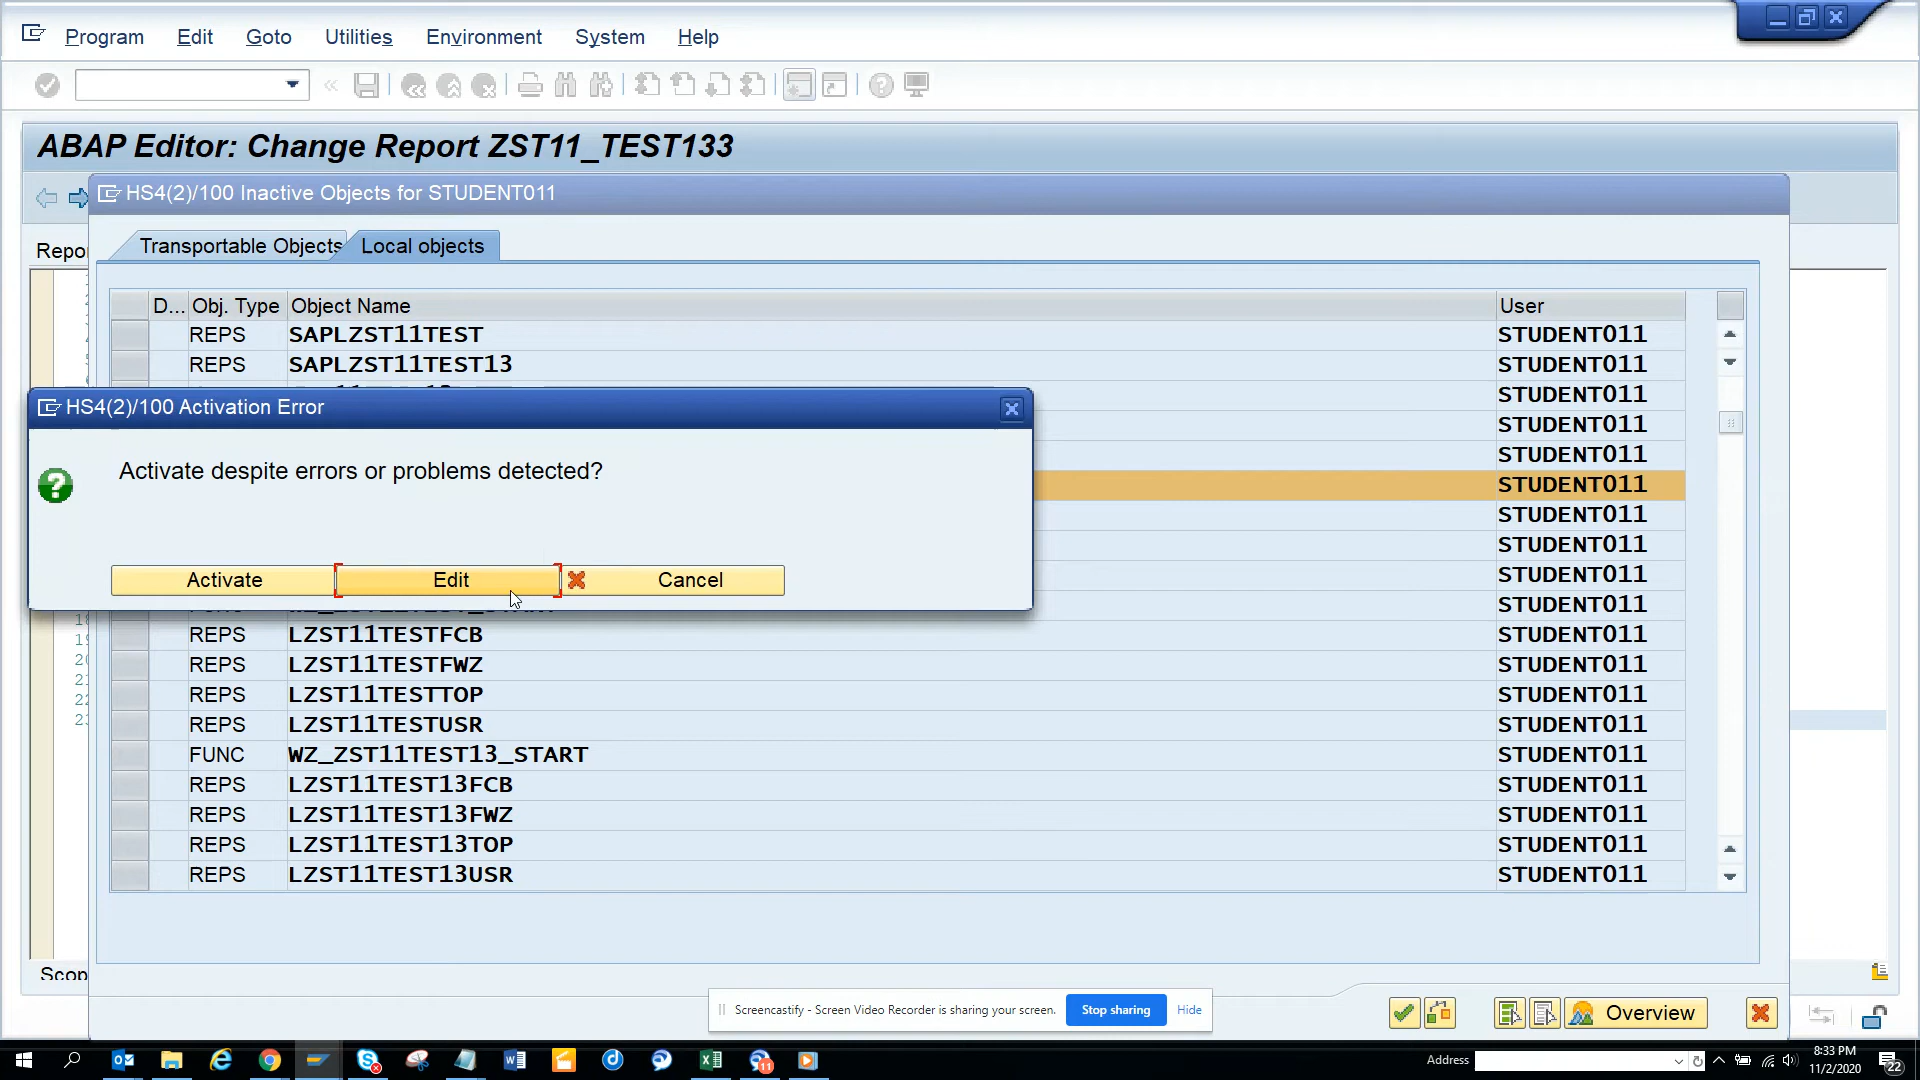 Program Edit Goto Utilities Environment System Help
ABAP Editor: Change Report ZST11_TEST133
HS4(2)/100 Inactive Objects for STUDENT011
Transportable Objects Local objects
D... Obj. Type Object Name User
REPS SAPLZST11TEST STUDENT011
REPS SAPLZST11TEST13 STUDENT011
STUDENT011
STUDENT011
STUDENT011
STUDENT011
STUDENT011
STUDENT011
STUDENT011
STUDENT011
HS4(2)/100 Activation Error
Activate despite errors or problems detected?
Activate Edit Cancel
REPS LZST11TESTFCB STUDENT011
REPS LZST11TESTFWZ STUDENT011
REPS LZST11TESTTOP STUDENT011
REPS LZST11TESTUSR STUDENT011
FUNC WZ_ZST11TEST13_START STUDENT011
REPS LZST11TEST13FCB STUDENT011
REPS LZST11TEST13FWZ STUDENT011
REPS LZST11TEST13TOP STUDENT011
REPS LZST11TEST13USR STUDENT011
Screencastify - Screen Video Recorder is sharing your screen. Stop sharing Hide
Overview
Address
8:33 PM
11/2/2020
22
11